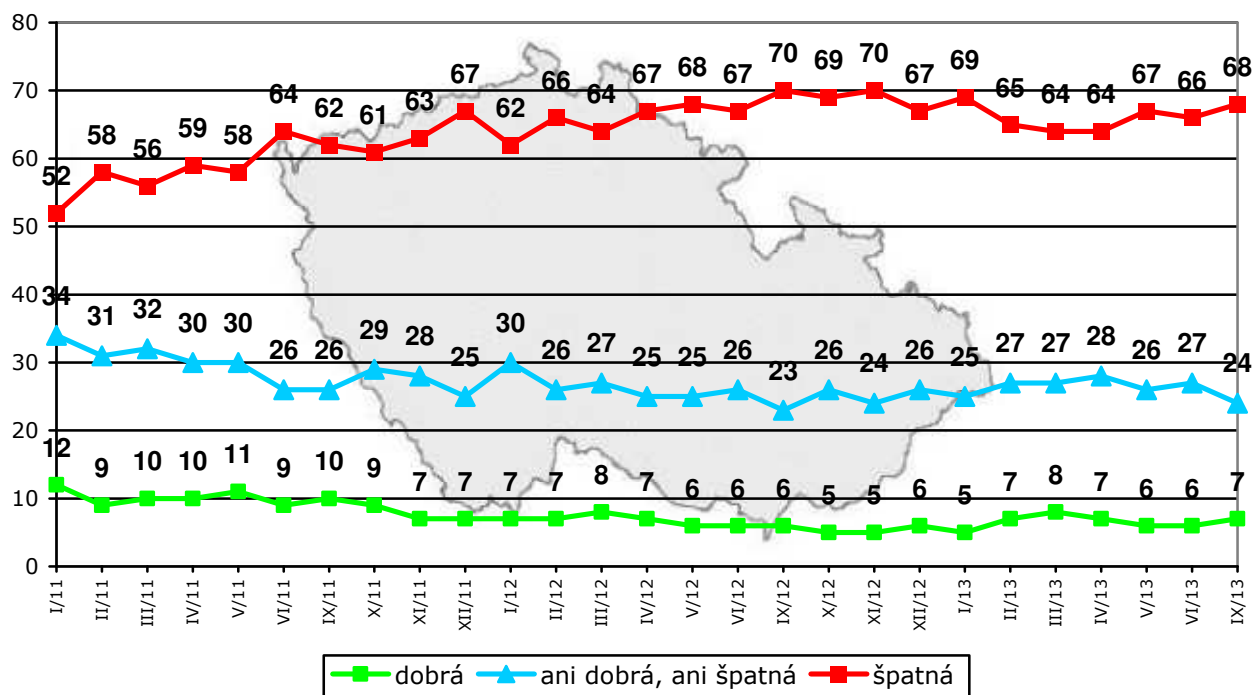 80
70
60
50
40
30
20
10
0
52 58 56 59 58 64 62 61 63 67 62 66 64 67 68 67 70 69 70 67 69 65 64 64 67 66 68
34 31 32 30 30 26 26 29 28 25 30 26 27 25 25 26 23 26 24 26 25 27 27 28 26 27 24
12 9 10 10 11 9 10 9 7 7 7 7 8 7 6 6 6 5 5 6 5 7 8 7 6 6 7
I/11 II/11 III/11 IV/11 V/11 VI/11 IX/11 X/11 XI/11 XII/11 I/12 II/12 III/12 IV/12 V/12 VI/12 IX/12 X/12 XI/12 XII/12 I/13 II/13 III/13 IV/13 V/13 VI/13 IX/13
dobrá ani dobrá, ani špatná špatná